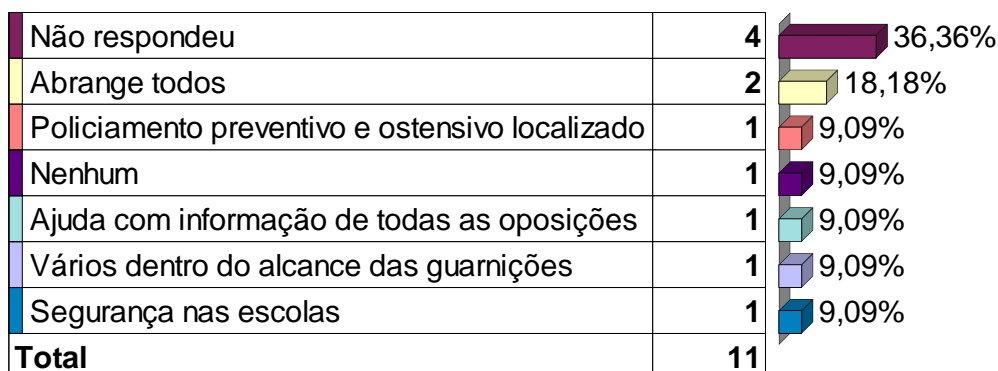 Não respondeu 4 36,36%
Abrange todos 2 18,18%
Policiamento preventivo e ostensivo localizado 1 9,09%
Nenhum 1 9,09%
Ajuda com informação de todas as oposições 1 9,09%
Vários dentro do alcance das guarnições 1 9,09%
Segurança nas escolas 1 9,09%
Total 11